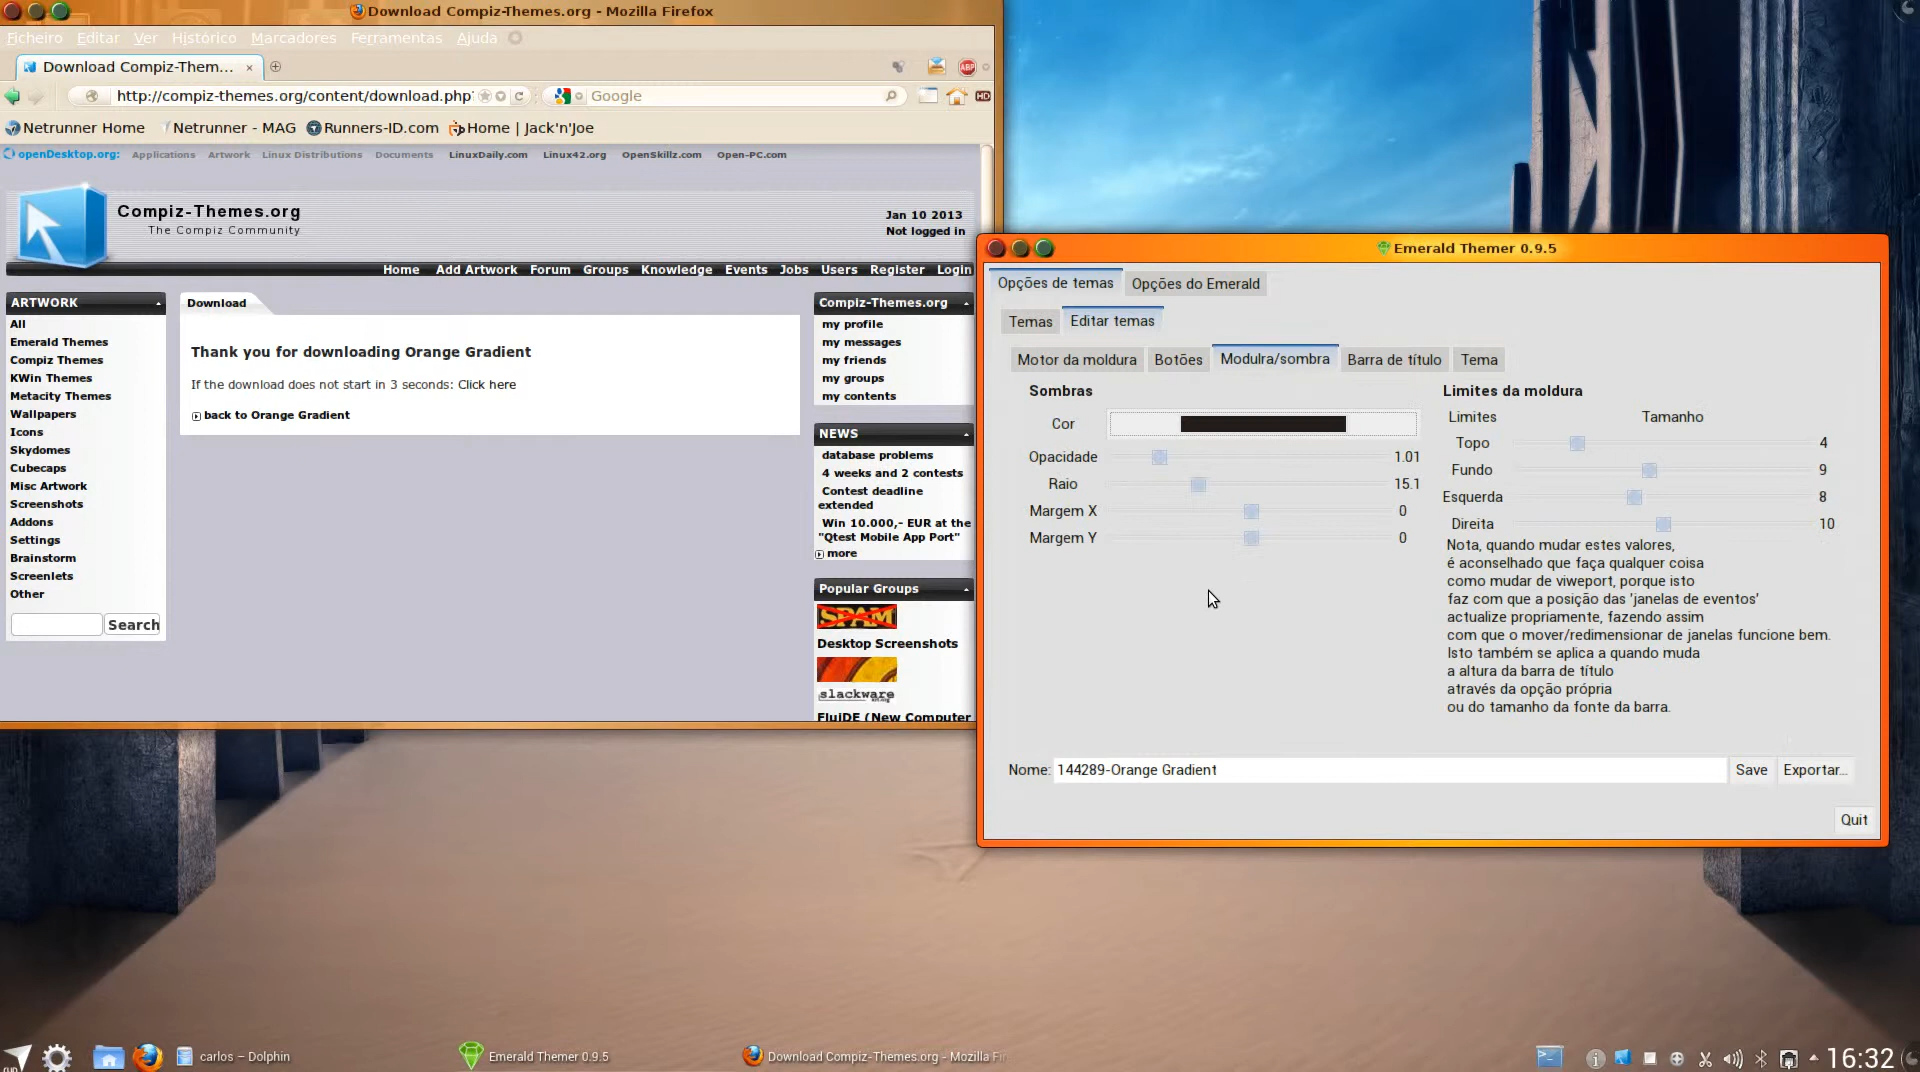 Download Compiz-Themes.org - Mozilla Firefox
Ficheiro Editar Ver Histórico Marcadores Ferramentas Ajuda
Download Compiz-Them...
ABP
http://compiz-themes.org/content/download.php?
Google
HD
Netrunner Home Netrunner - MAG Runners-ID.com Home | Jack'n'Joe
openDesktop.org: Applications Artwork Linux Distributions Documents LinuxDaily.com Linux42.org OpenSkillz.com Open-PC.com
Compiz-Themes.org
The Compiz Community
Jan 10 2013
Not logged in
Home Add Artwork Forum Groups Knowledge Events Jobs Users Register Login
ARTWORK
All
Emerald Themes
Compiz Themes
KWin Themes
Metacity Themes
Wallpapers
Icons
Skydomes
Cubecaps
Misc Artwork
Screenshots
Addons
Settings
Brainstorm
Screenlets
Other
Search
Download
Thank you for downloading Orange Gradient
If the download does not start in 3 seconds: Click here
back to Orange Gradient
Compiz-Themes.org
my profile
my messages
my friends
my groups
my contents
NEWS
database problems
4 weeks and 2 contests
Contest deadline
extended
Win 10.000,- EUR at the
"Qtest Mobile App Port"
more
Popular Groups
SPAM
Desktop Screenshots
slackware
FluiDE (New Computer
Emerald Themer 0.9.5
Opções de temas Opções do Emerald
Temas Editar temas
Motor da moldura Botões Modulra/sombra Barra de título Tema
Sombras
Cor
Opacidade 1.01
Raio 15.1
Margem X 0
Margem Y 0
Limites da moldura
Limites Tamanho
Topo 4
Fundo 9
Esquerda 8
Direita 10
Nota, quando mudar estes valores,
é aconselhado que faça qualquer coisa
como mudar de viweport, porque isto
faz com que a posição das 'janelas de eventos'
actualize propriamente, fazendo assim
com que o mover/redimensionar de janelas funcione bem.
Isto também se aplica a quando muda
a altura da barra de título
através da opção própria
ou do tamanho da fonte da barra.
Nome: 144289-Orange Gradient Save Exportar...
Quit
carlos – Dolphin
Emerald Themer 0.9.5
Download Compiz-Themes.org - Mozilla Fir
16:32